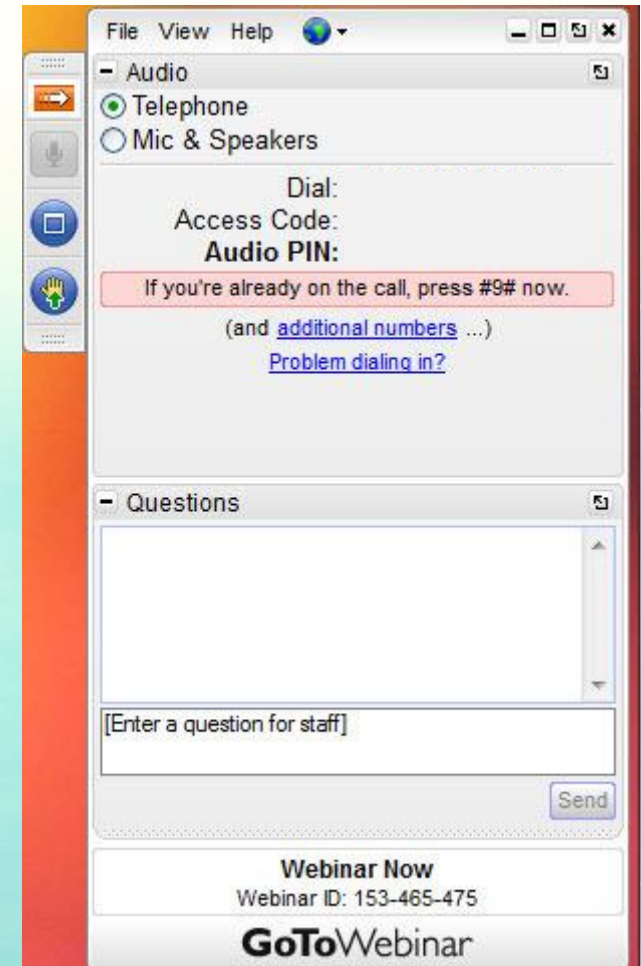 File View Help
Audio
Telephone
Mic & Speakers
Dial:
Access Code:
Audio PIN:
If you're already on the call, press #9# now.
(and additional numbers ...)
Problem dialing in?
Questions
[Enter a question for staff]
Send
Webinar Now
Webinar ID: 153-465-475
GoToWebinar